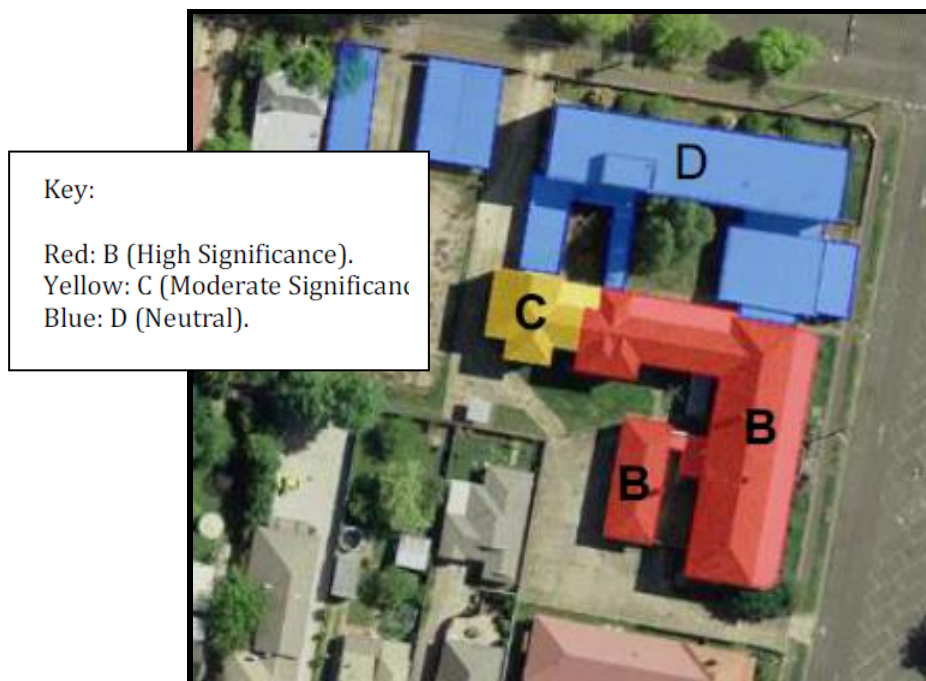 Key:
Red: B (High Significance).
Yellow: C (Moderate Significanc
Blue: D (Neutral).
D
C
B
B